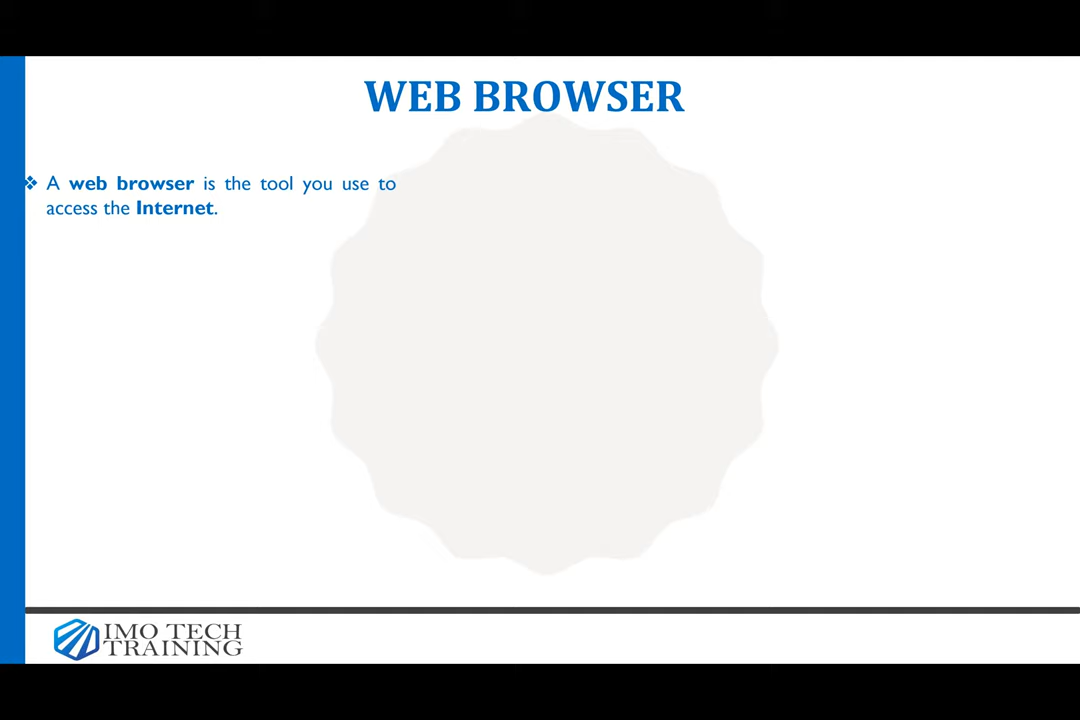 WEB BROWSER
❖ A web browser is the tool you use to
access the Internet.
IMO TECH
TRAINING